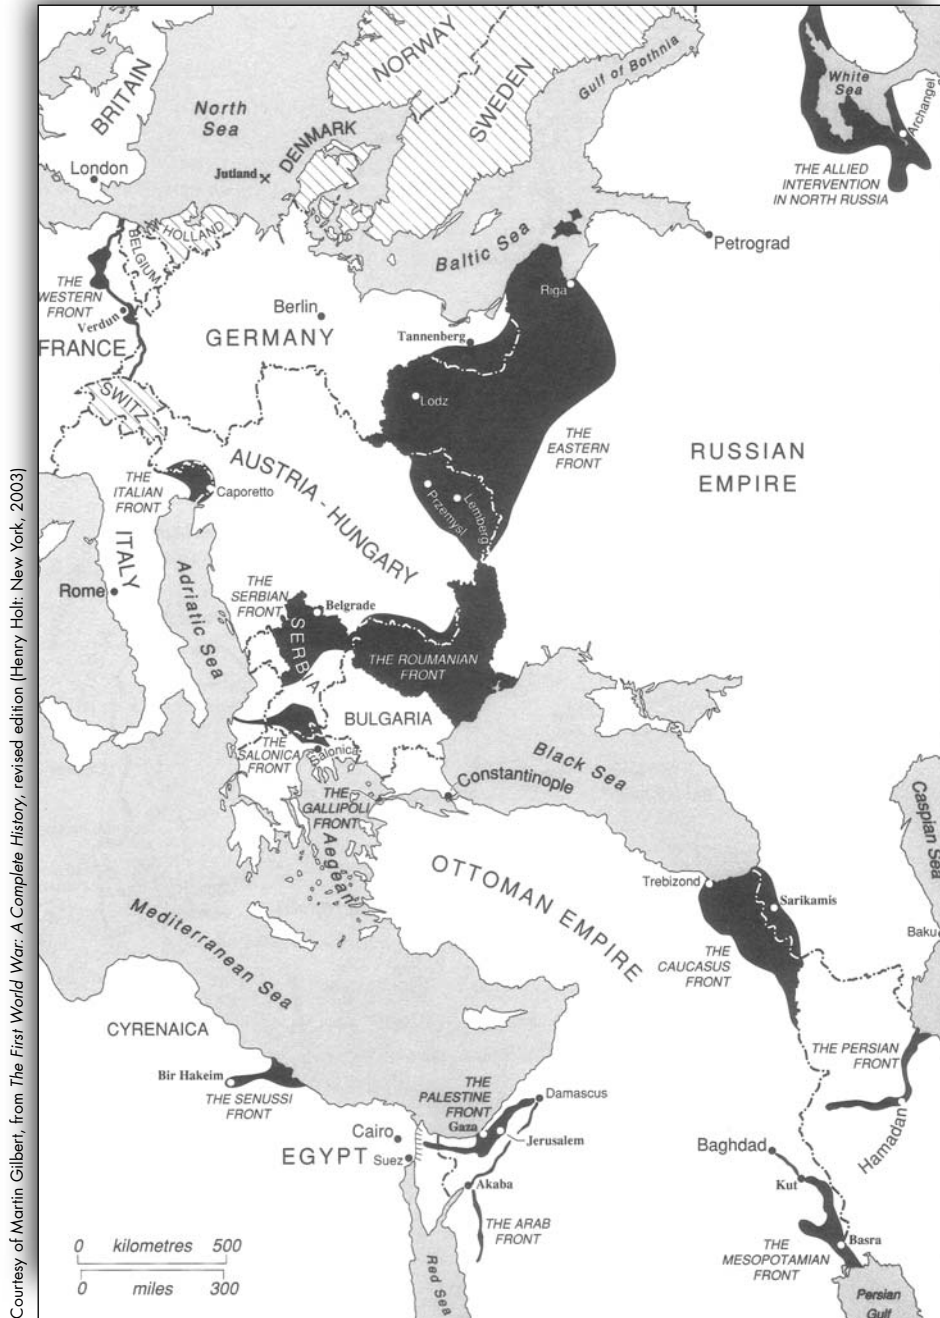 Courtesy of Martin Gilbert, from The First World War: A Complete History, revised edition (Henry Holt: New York, 2003)
NORWAY
SWEDEN
Gulf of Bothnia
White
Sea
Archangel
BRITAIN
North
Sea
DENMARK
London
Jutland
THE ALLIED
INTERVENTION
IN NORTH RUSSIA
HOLLAND
BELGIUM
Baltic Sea
Petrograd
THE
WESTERN
FRONT
Verdun
Berlin
Riga
GERMANY
Tannenberg
FRANCE
SWITZ
Lodz
THE
EASTERN
FRONT
RUSSIAN
EMPIRE
AUSTRIA-HUNGARY
THE
ITALIAN
FRONT
Caporetto
Przemysl
Lemberg
ITALY
Rome
Adriatic Sea
THE
SERBIAN
FRONT
Belgrade
SERBIA
THE ROUMANIAN
FRONT
BULGARIA
THE
SALONICA
FRONT
Salonica
Black Sea
Constantinople
THE
GALLIPOLI
FRONT
Aegean
Caspian Sea
OTTOMAN EMPIRE
Trebizond
Sarikamis
Baku
THE
CAUCASUS
FRONT
Mediterranean Sea
CYRENAICA
THE PERSIAN
FRONT
Bir Hakeim
THE SENUSSI
FRONT
THE
PALESTINE
FRONT
Gaza
Damascus
Jerusalem
Hamadan
Cairo
EGYPT
Suez
Baghdad
Akaba
Kut
THE ARAB
FRONT
Basra
THE
MESOPOTAMIAN
FRONT
0 kilometres 500
0 miles 300
Red Sea
Persian
Gulf